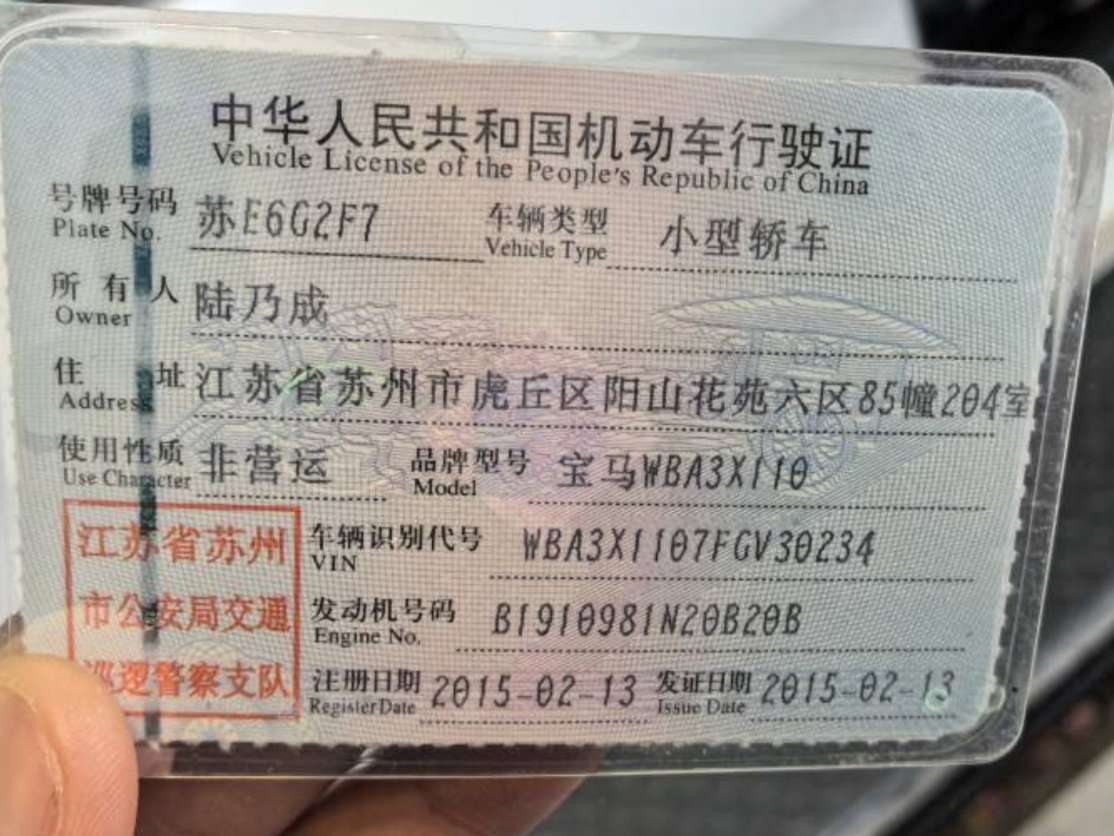 中华人民共和国机动车行驶证
Vehicle License of the People's Republic of China
号牌号码 苏E6G2F7 车辆类型 小型轿车
Plate No. Vehicle Type
所有人 陆乃成
Owner
住址 江苏省苏州市虎丘区阳山花苑六区85幢204室
Address
使用性质 非营运 品牌型号 宝马WBA3X110
Use Character Model
江苏省苏州 车辆识别代号 WBA3X1107FGV30234
VIN
市公安局交通 发动机号码 B1910981N20B20B
Engine No.
巡逻警察支队 注册日期 2015-02-13 发证日期 2015-02-13
Register Date Issue Date